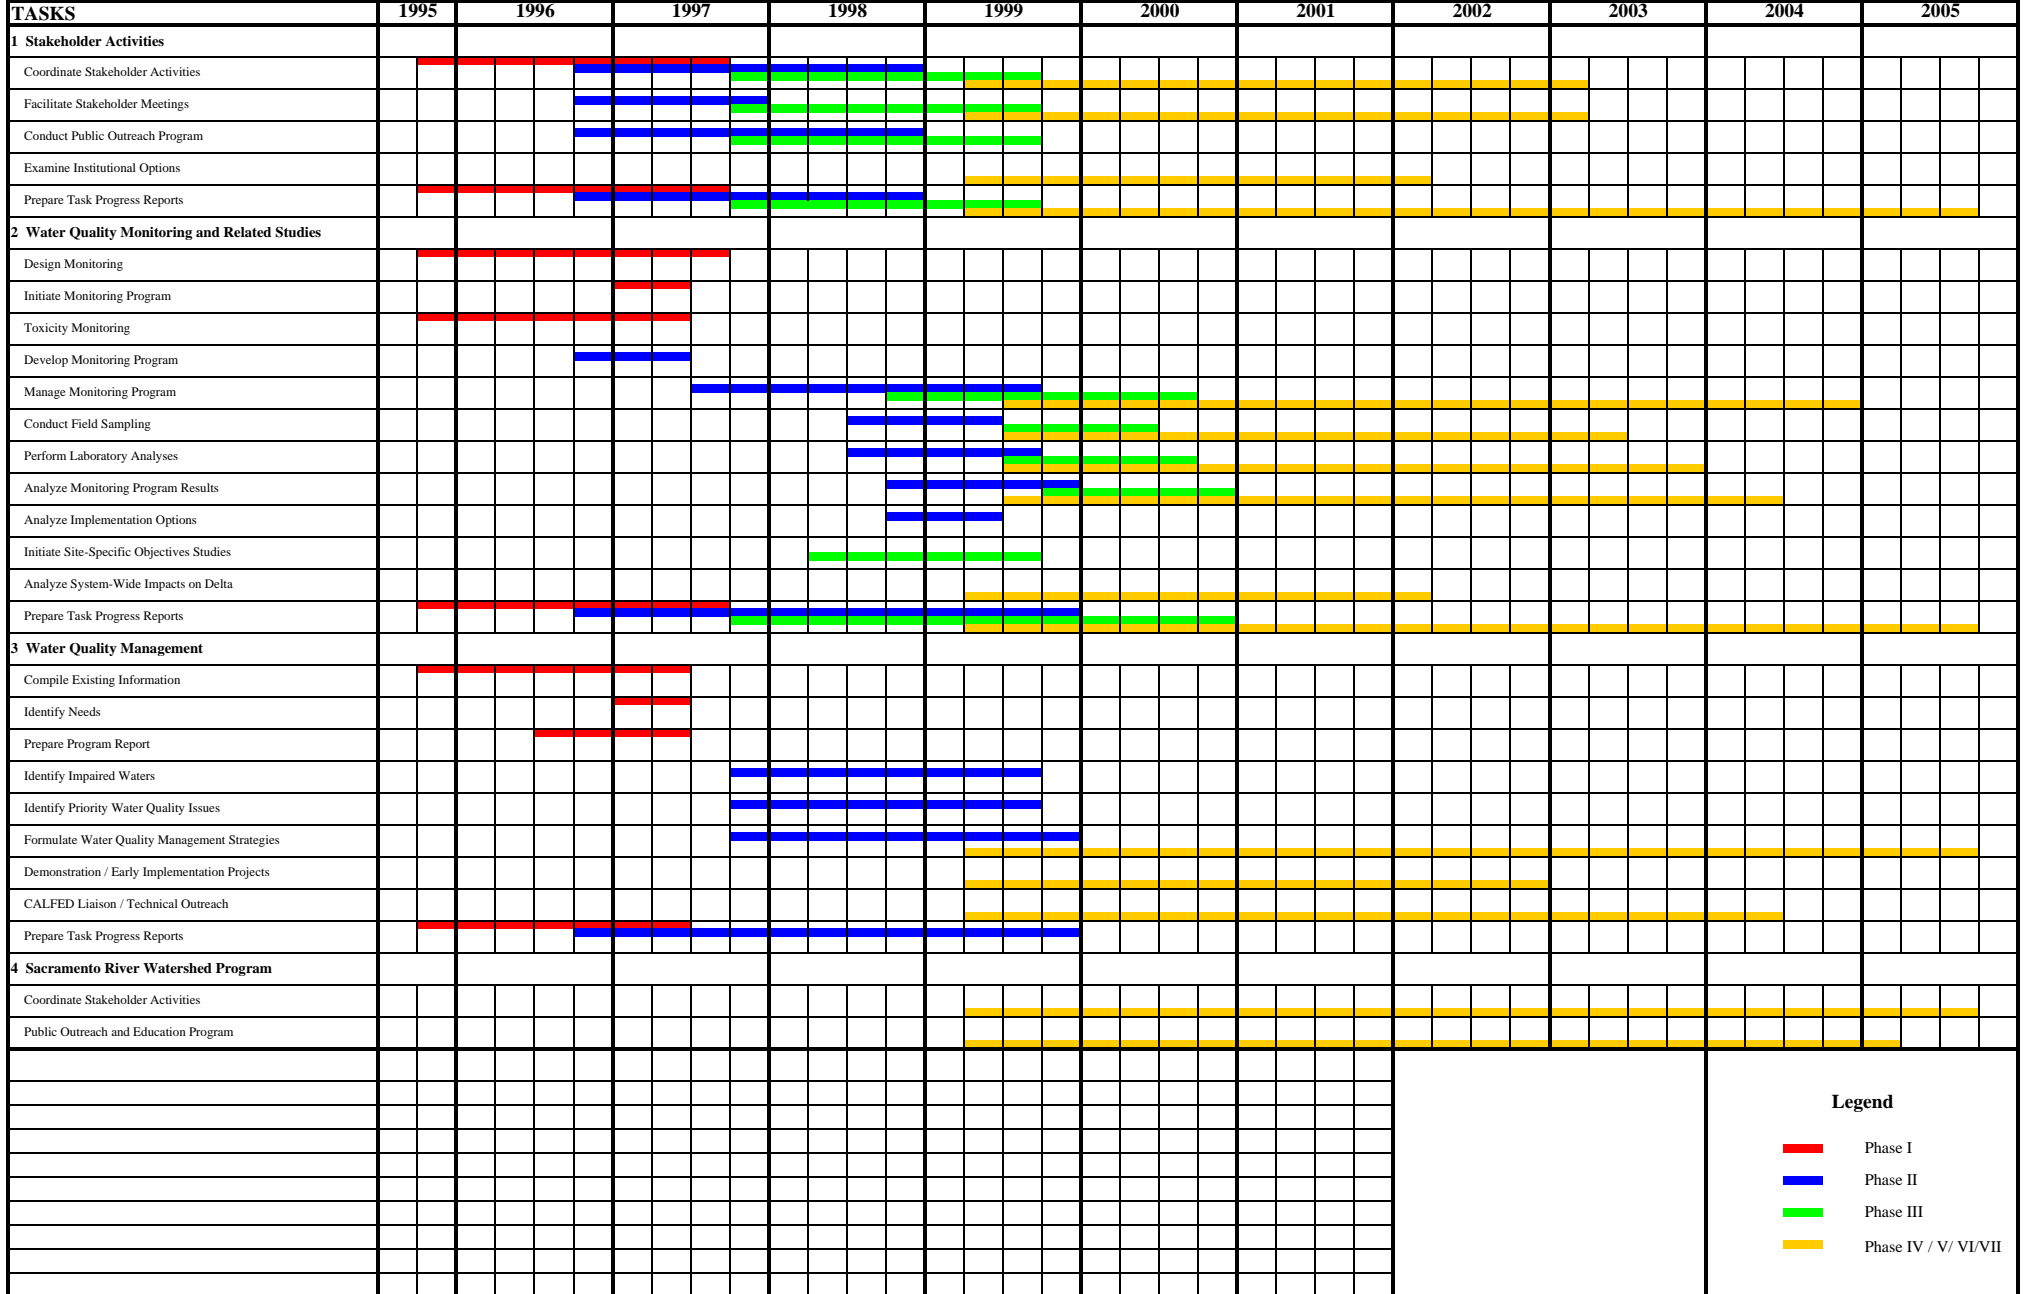 TASKS 1995 1996 1997 1998 1999 2000 2001 2002 2003 2004 2005
1 Stakeholder Activities
Coordinate Stakeholder Activities
Facilitate Stakeholder Meetings
Conduct Public Outreach Program
Examine Institutional Options
Prepare Task Progress Reports
2 Water Quality Monitoring and Related Studies
Design Monitoring
Initiate Monitoring Program
Toxicity Monitoring
Develop Monitoring Program
Manage Monitoring Program
Conduct Field Sampling
Perform Laboratory Analyses
Analyze Monitoring Program Results
Analyze Implementation Options
Initiate Site-Specific Objectives Studies
Analyze System-Wide Impacts on Delta
Prepare Task Progress Reports
3 Water Quality Management
Compile Existing Information
Identify Needs
Prepare Program Report
Identify Impaired Waters
Identify Priority Water Quality Issues
Formulate Water Quality Management Strategies
Demonstration / Early Implementation Projects
CALFED Liaison / Technical Outreach
Prepare Task Progress Reports
4 Sacramento River Watershed Program
Coordinate Stakeholder Activities
Public Outreach and Education Program
Legend
Phase I
Phase II
Phase III
Phase IV / V/ VI/VII